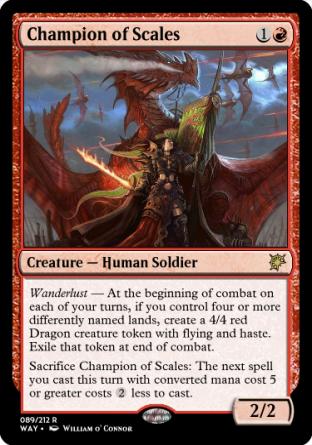 Champion of Scales 1
Creature — Human Soldier
Wanderlust — At the beginning of combat
on each of your turns, if you control four or more
differently named lands, create a 4/4 red
Dragon creature token with flying and haste.
Exile that token at end of combat.
Sacrifice Champion of Scales: The next spell
you cast this turn with converted mana cost 5
or greater costs 2 less to cast.
2/2
089/212 R
WAY • William O' Connor